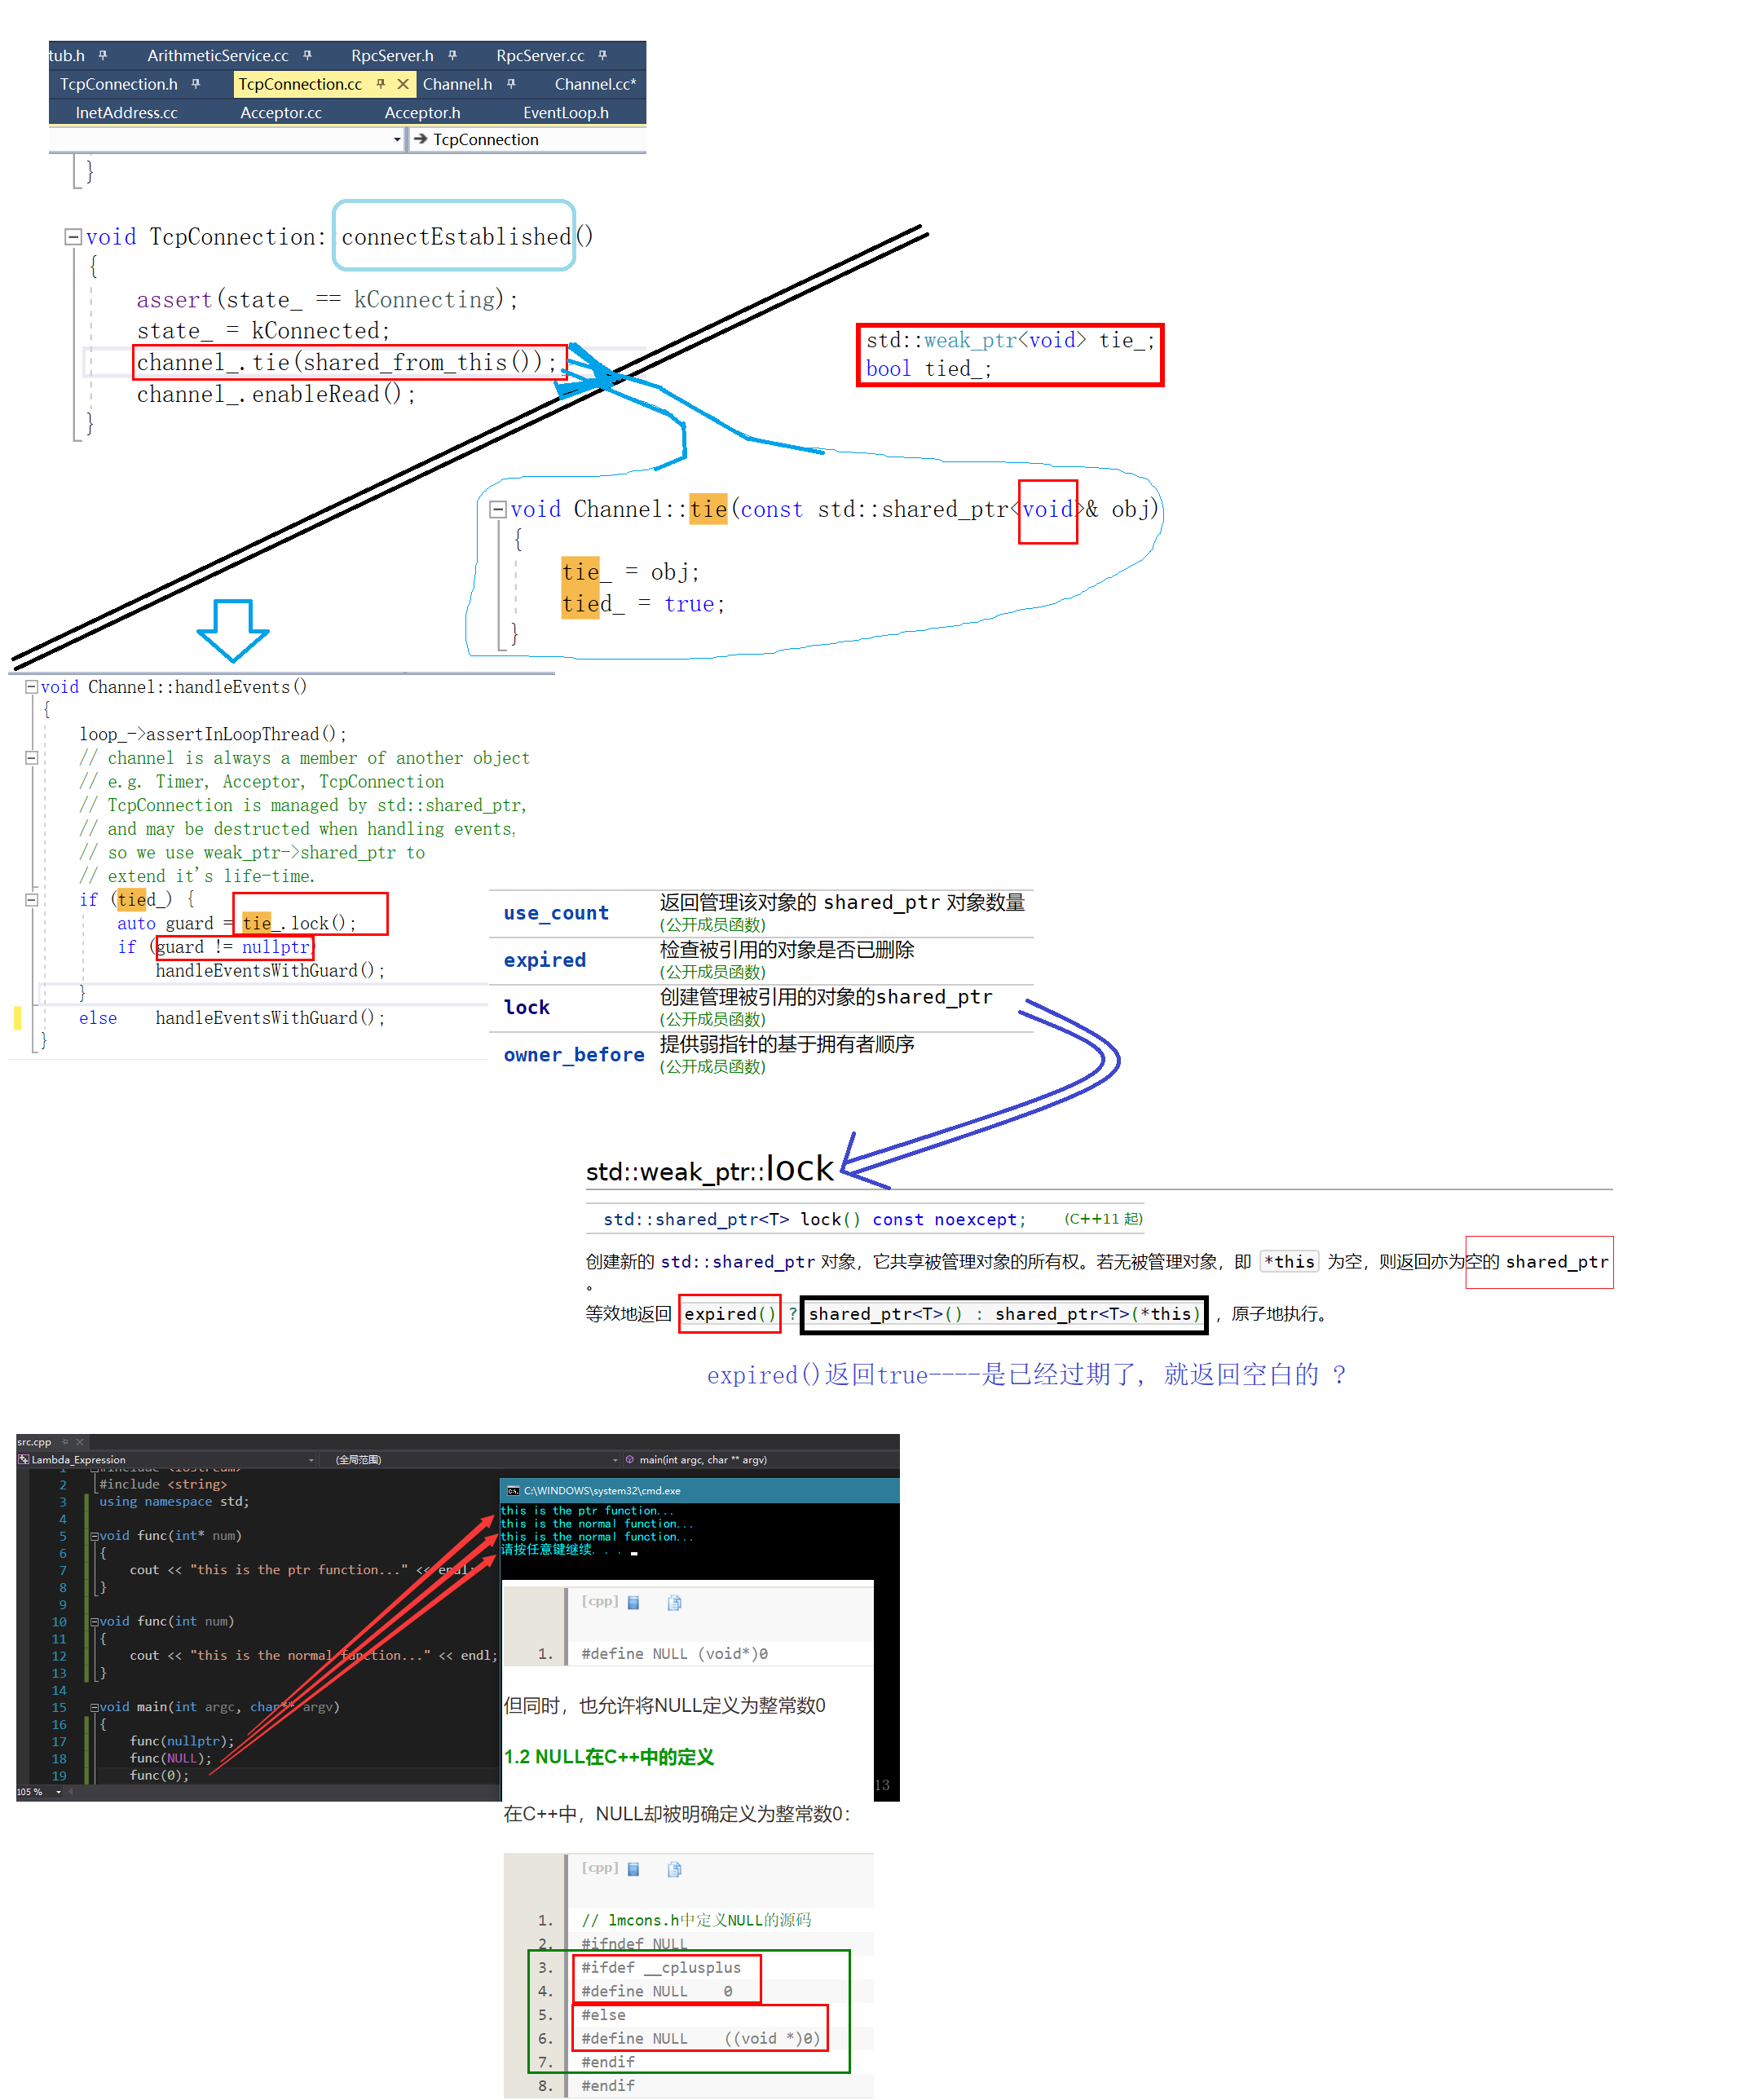 tub.h ArithmeticService.cc RpcServer.h RpcServer.cc
TcpConnection.h TcpConnection.cc Channel.h Channel.cc*
InetAddress.cc Acceptor.cc Acceptor.h EventLoop.h
TcpConnection
}
void TcpConnection: connectEstablished()
{
assert(state_ == kConnecting);
state_ = kConnected;
channel_.tie(shared_from_this());
channel_.enableRead();
}
std::weak_ptr<void> tie_;
bool tied_;
void Channel::tie(const std::shared_ptr<void>& obj)
{
tie_ = obj;
tied_ = true;
}
void Channel::handleEvents()
{
loop_->assertInLoopThread();
// channel is always a member of another object
// e.g. Timer, Acceptor, TcpConnection
// TcpConnection is managed by std::shared_ptr,
// and may be destructed when handling events,
// so we use weak_ptr->shared_ptr to
// extend it's life-time.
if (tied_) {
auto guard = tie_.lock();
if (guard != nullptr)
handleEventsWithGuard();
}
else handleEventsWithGuard();
}
use_count 返回管理该对象的 shared_ptr 对象数量
(公开成员函数)
expired 检查被引用的对象是否已删除
(公开成员函数)
lock 创建管理被引用的对象的shared_ptr
(公开成员函数)
owner_before 提供弱指针的基于拥有者顺序
(公开成员函数)
std::weak_ptr::lock
std::shared_ptr<T> lock() const noexcept; (C++11 起)
创建新的 std::shared_ptr 对象，它共享被管理对象的所有权。若无被管理对象，即 *this 为空，则返回亦为空的 shared_ptr
。
等效地返回 expired() ? shared_ptr<T>() : shared_ptr<T>(*this) ，原子地执行。
expired()返回true----是已经过期了, 就返回空白的 ?
src.cpp
Lambda_Expression (全局范围) main(int argc, char ** argv)
1 #include <iostream>
2 #include <string>
3 using namespace std;
4
5 void func(int* num)
6 {
7 cout << "this is the ptr function..." << endl;
8 }
9
10 void func(int num)
11 {
12 cout << "this is the normal function..." << endl;
13 }
14
15 void main(int argc, char** argv)
16 {
17 func(nullptr);
18 func(NULL);
19 func(0);
105 %
C:\WINDOWS\system32\cmd.exe
this is the ptr function...
this is the normal function...
this is the normal function...
请按任意键继续. . .
13
[cpp]
1. #define NULL (void*)0
但同时，也允许将NULL定义为整常数0
1.2 NULL在C++中的定义
在C++中，NULL却被明确定义为整常数0：
[cpp]
1. // lmcons.h中定义NULL的源码
2. #ifndef NULL
3. #ifdef __cplusplus
4. #define NULL 0
5. #else
6. #define NULL ((void *)0)
7. #endif
8. #endif